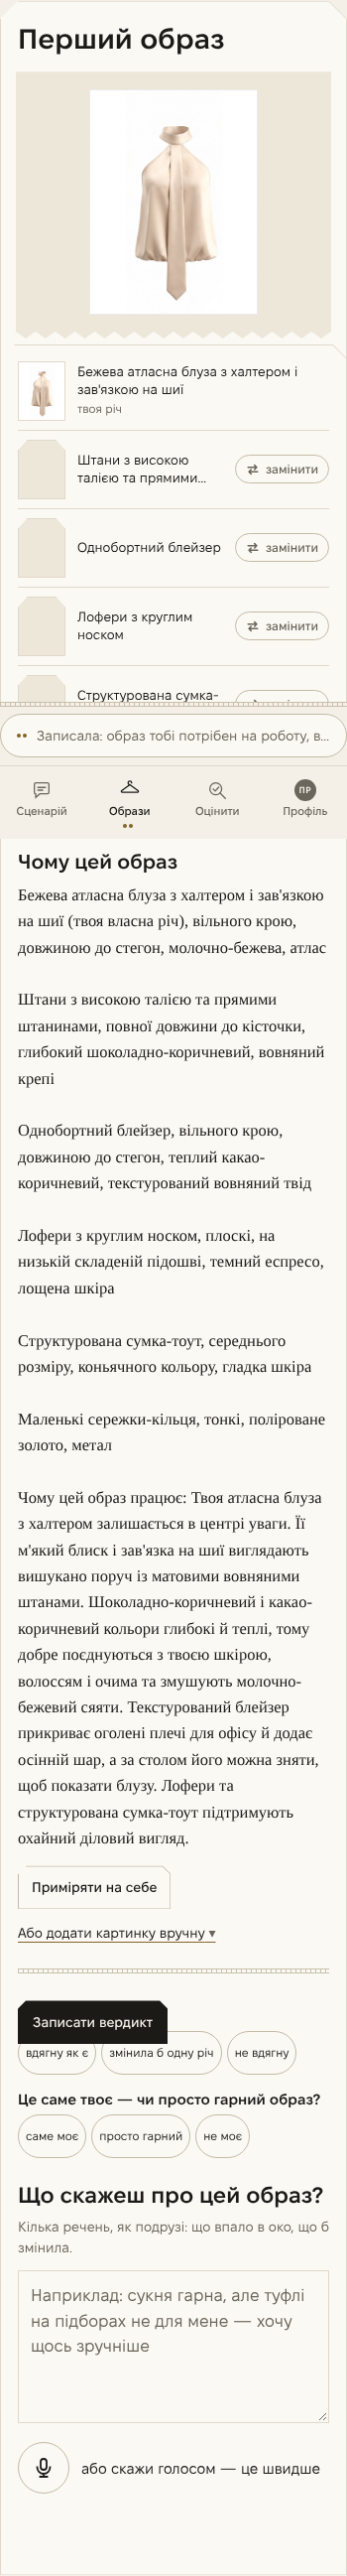 Перший образ
Бежева атласна блуза з халтером і
зав'язкою на шиї
твоя річ
Штани з високою
талією та прямими...
замінити
Однобортний блейзер
замінити
Лофери з круглим
носком
замінити
Структурована сумка-
Записала: образ тобі потрібен на роботу, в...
Сценарій
Образи
Оцінити
ПР
Профіль
Чому цей образ
Бежева атласна блуза з халтером і зав'язкою
на шиї (твоя власна річ), вільного крою,
довжиною до стегон, молочно-бежева, атлас
Штани з високою талією та прямими
штанинами, повної довжини до кісточки,
глибокий шоколадно-коричневий, вовняний
крепі
Однобортний блейзер, вільного крою,
довжиною до стегон, теплий какао-
коричневий, текстурований вовняний твід
Лофери з круглим носком, плоскі, на
низькій складеній підошві, темний еспресо,
лощена шкіра
Структурована сумка-тоут, середнього
розміру, коньячного кольору, гладка шкіра
Маленькі сережки-кільця, тонкі, поліроване
золото, метал
Чому цей образ працює: Твоя атласна блуза
з халтером залишається в центрі уваги. Її
м'який блиск і зав'язка на шиї виглядають
вишукано поруч із матовими вовняними
штанами. Шоколадно-коричневий і какао-
коричневий кольори глибокі й теплі, тому
добре поєднуються з твоєю шкірою,
волоссям і очима та змушують молочно-
бежевий сяяти. Текстурований блейзер
прикриває оголені плечі для офісу й додає
осінній шар, а за столом його можна зняти,
щоб показати блузу. Лофери та
структурована сумка-тоут підтримують
охайний діловий вигляд.
Приміряти на себе
Або додати картинку вручну ▾
Записати вердикт
вдягну як є
змінила б одну річ
не вдягну
Це саме твоє — чи просто гарний образ?
саме моє
просто гарний
не моє
Що скажеш про цей образ?
Кілька речень, як подрузі: що впало в око, що б
змінила.
Наприклад: сукня гарна, але туфлі
на підборах не для мене — хочу
щось зручніше
або скажи голосом — це швидше